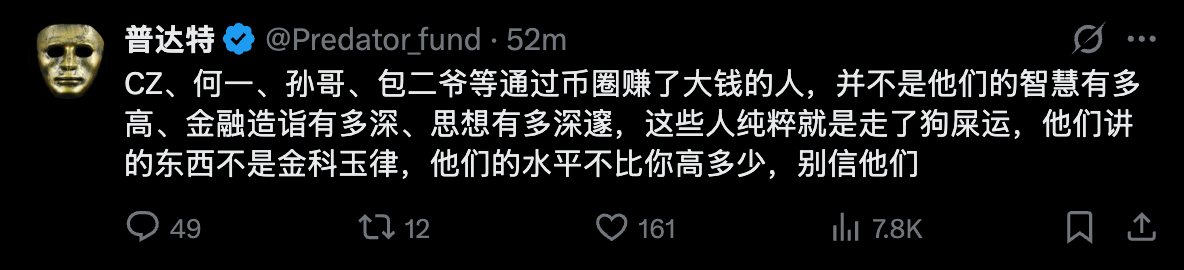 普达特 @Predator_fund · 52m
CZ、何一、孙哥、包二爷等通过币圈赚了大钱的人，并不是他们的智慧有多
高、金融造诣有多深、思想有多深邃，这些人纯粹就是走了狗屎运，他们讲
的东西不是金科玉律，他们的水平不比你高多少，别信他们
49 12 161 7.8K